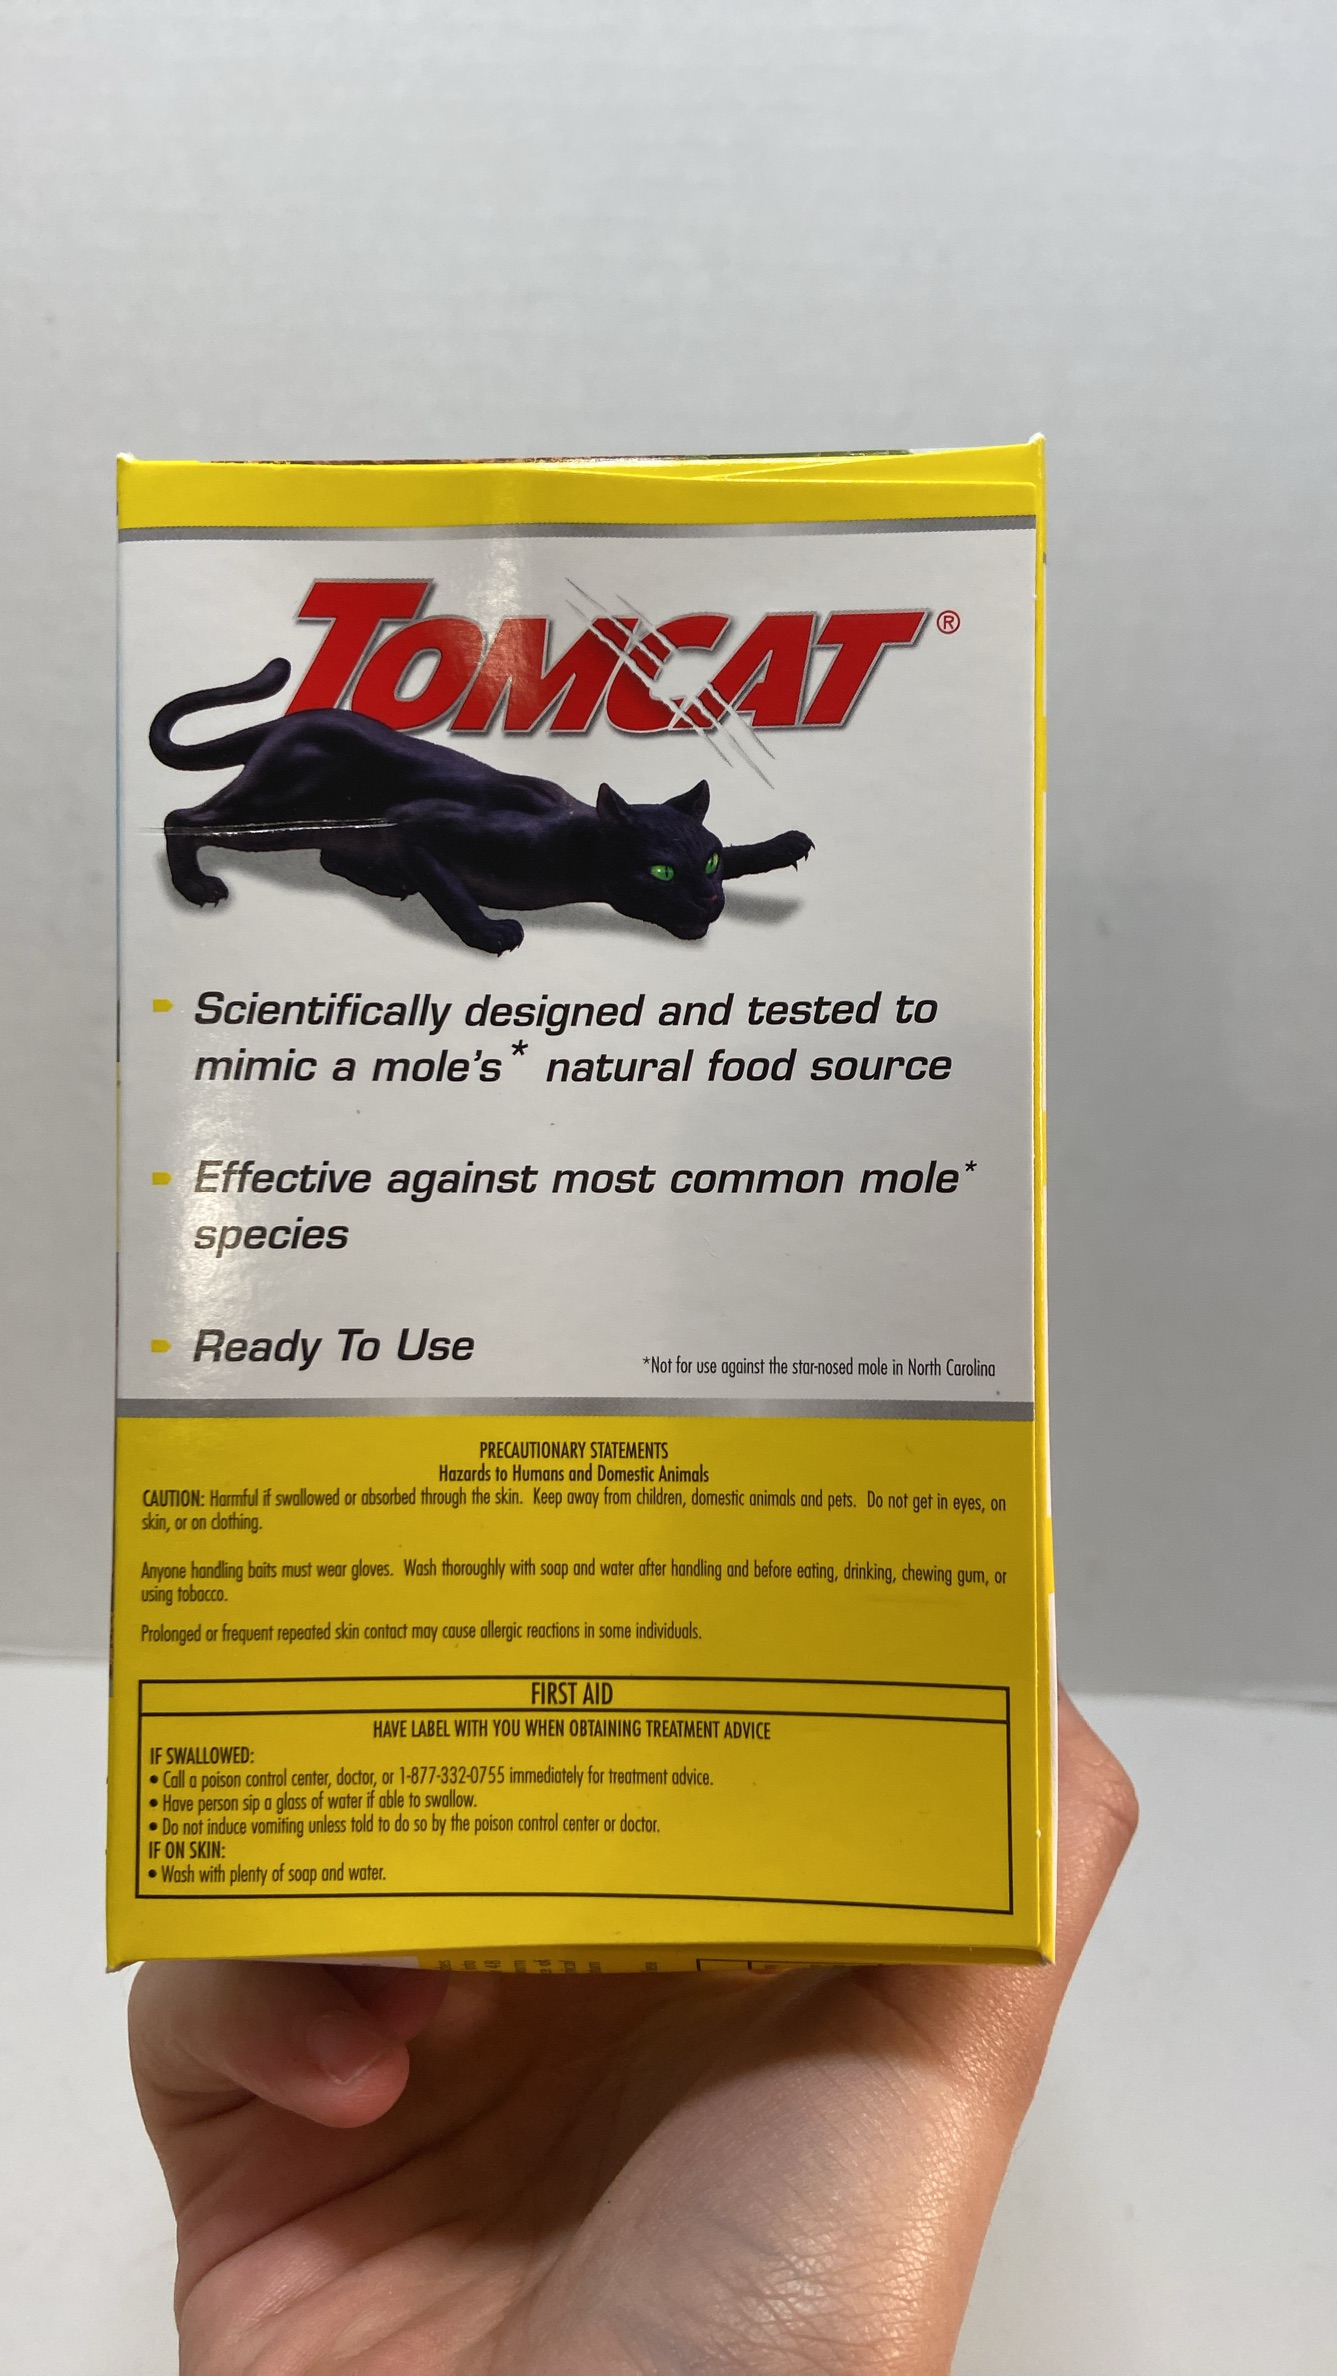 TOMCAT®
Scientifically designed and tested to
mimic a mole's* natural food source
Effective against most common mole*
species
Ready To Use
*Not for use against the star-nosed mole in North Carolina
PRECAUTIONARY STATEMENTS
Hazards to Humans and Domestic Animals
CAUTION: Harmful if swallowed or absorbed through the skin. Keep away from children, domestic animals and pets. Do not get in eyes, on
skin, or on clothing.
Anyone handling baits must wear gloves. Wash thoroughly with soap and water after handling and before eating, drinking, chewing gum, or
using tobacco.
Prolonged or frequent repeated skin contact may cause allergic reactions in some individuals.
FIRST AID
HAVE LABEL WITH YOU WHEN OBTAINING TREATMENT ADVICE
IF SWALLOWED:
• Call a poison control center, doctor, or 1-877-332-0755 immediately for treatment advice.
• Have person sip a glass of water if able to swallow.
• Do not induce vomiting unless told to do so by the poison control center or doctor.
IF ON SKIN:
• Wash with plenty of soap and water.